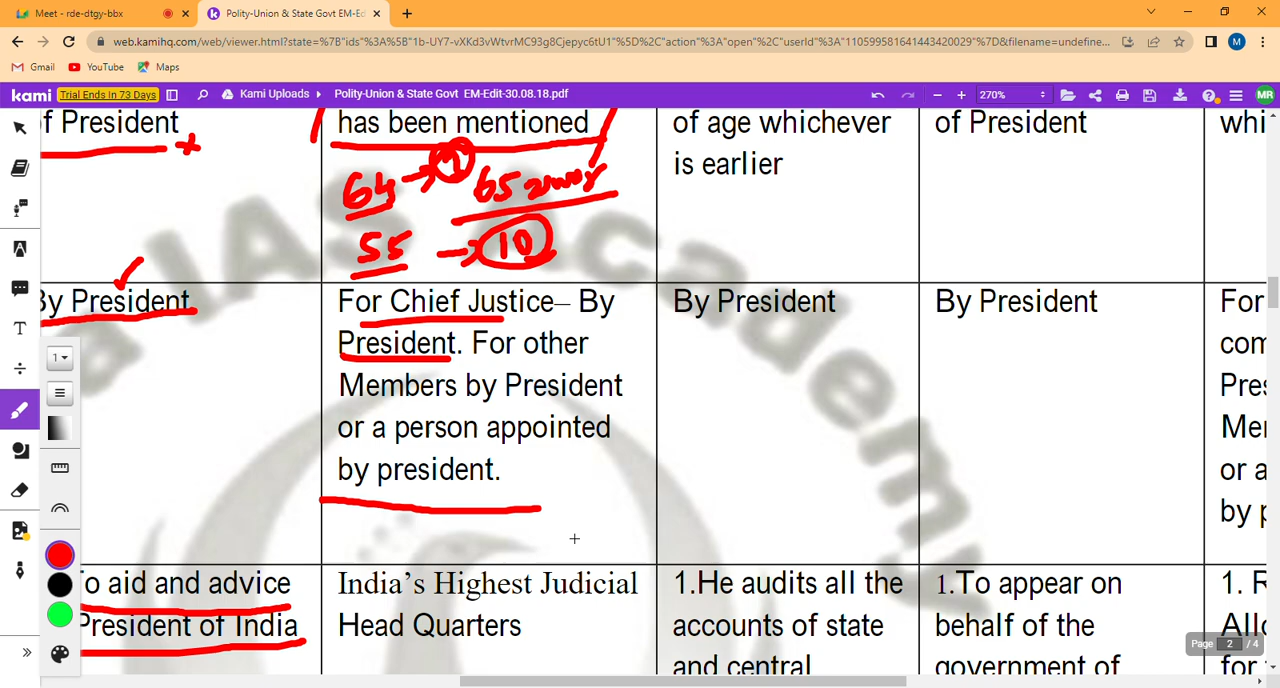 Meet - rde-dtgy-bbx
Polity-Union & State Govt EM-Ed
web.kamihq.com/web/viewer.html?state=%7B"ids"%3A%5B"1b-UY7-vXKd3vWtvrMC93g8Cjepyc6tU1"%5D%2C"action"%3A"open"%2C"userId"%3A"110599581641443420029"%7D&filename=undefine...
M
Gmail
YouTube
Maps
kami
Trial Ends In 73 Days
Kami Uploads
Polity-Union & State Govt EM-Edit-30.08.18.pdf
270%
MR
of President
has been mentioned
of age whichever
is earlier
of President
whi
64 → 1
65
55 → 10
By President
For Chief Justice– By
President. For other
Members by President
or a person appointed
by president.
By President
By President
For
com
Pres
Mer
or a
by p
To aid and advice
President of India
India's Highest Judicial
Head Quarters
1.He audits all the
accounts of state
and central
1.To appear on
behalf of the
government of
1. R
Allo
for
1
T
Page 2 / 4
IAS Academy